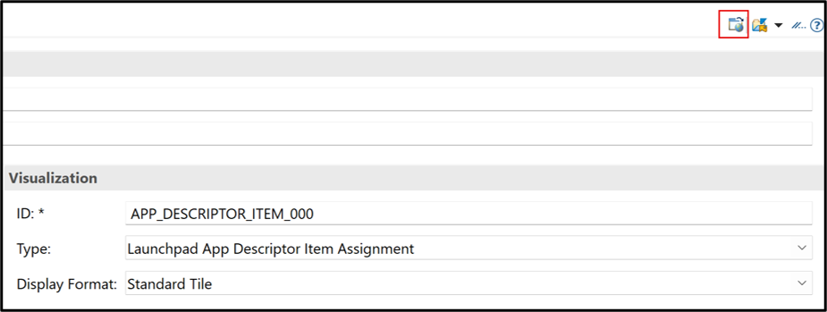 Visualization
ID: * APP_DESCRIPTOR_ITEM_000
Type: Launchpad App Descriptor Item Assignment
Display Format: Standard Tile